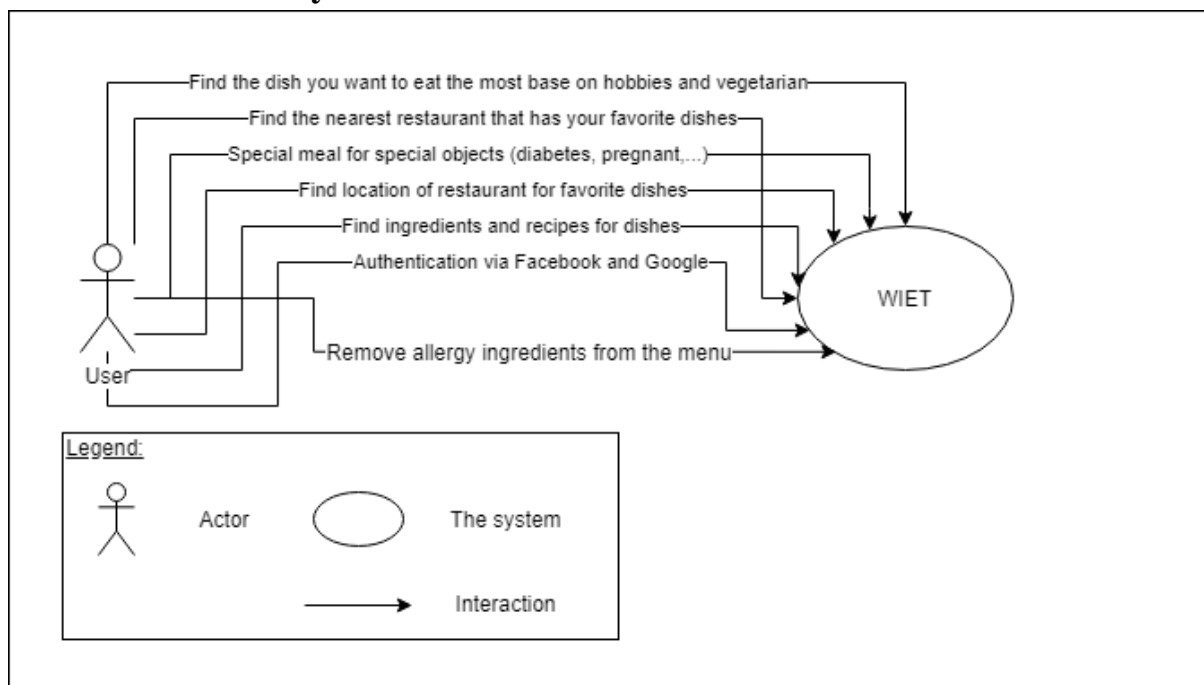 Find the dish you want to eat the most base on hobbies and vegetarian
Find the nearest restaurant that has your favorite dishes
Special meal for special objects (diabetes, pregnant,...)
Find location of restaurant for favorite dishes
Find ingredients and recipes for dishes
Authentication via Facebook and Google
WIET
Remove allergy ingredients from the menu
User
Legend:
Actor
The system
Interaction